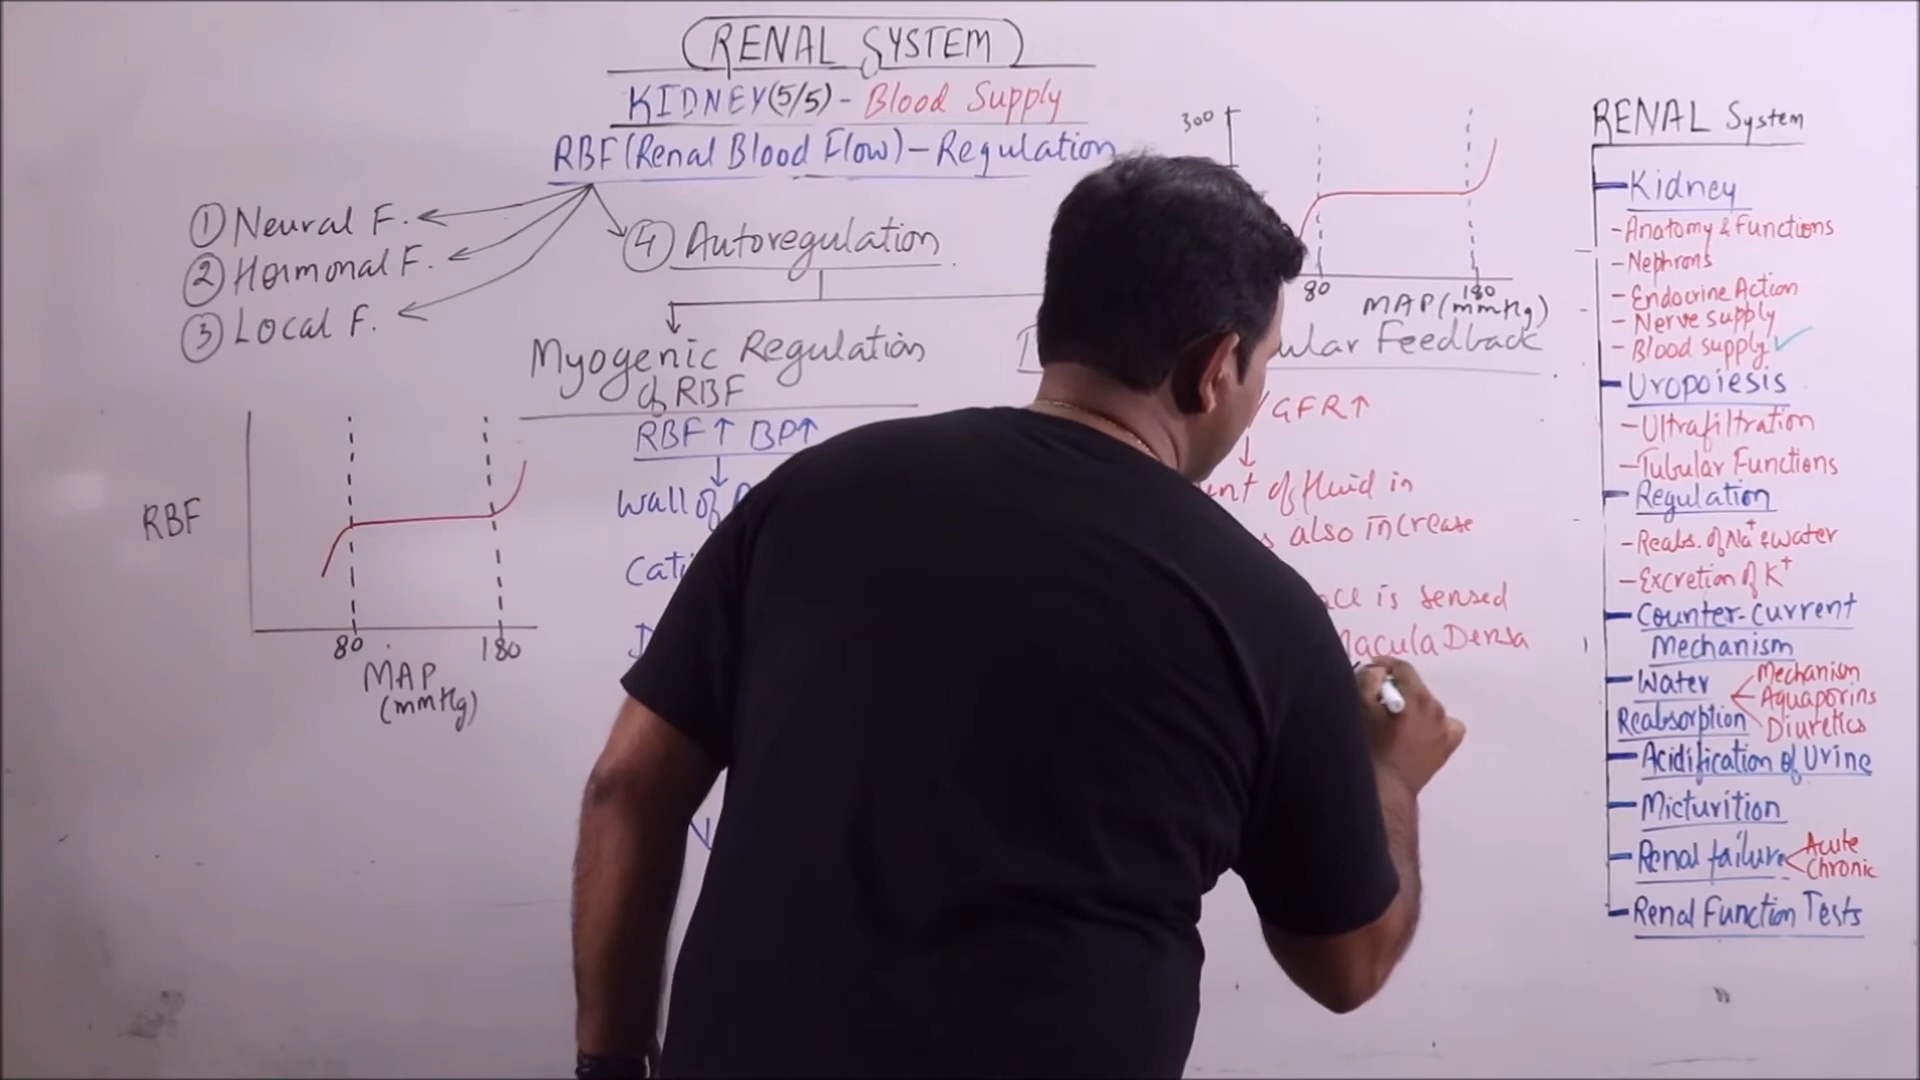 RENAL SYSTEM
KIDNEY(5/5) - Blood Supply
RBF(Renal Blood Flow) - Regulation
① Neural F.
② Hormonal F.
③ Local F.
④ Autoregulation
Myogenic Regulation
of RBF
RBF↑ BP↑
Wall of
RBF
80
180
MAP
(mmHg)
300
80
180
MAP(mmHg)
Feedback
GFR↑
of fluid in
also increase
is sensed
Macula Densa
RENAL System
Kidney
- Anatomy & Functions
- Nephrons
- Endocrine Action
- Nerve supply
- Blood supply ✓
Uropoiesis
- Ultrafiltration
- Tubular Functions
Regulation
- Reabs. of Na+ & water
- Excretion of K+
Counter-Current
Mechanism
Water
Reabsorption
Mechanism
Aquaporins
Diuretics
Acidification of Urine
Micturition
Renal failure
Acute
Chronic
Renal Function Tests